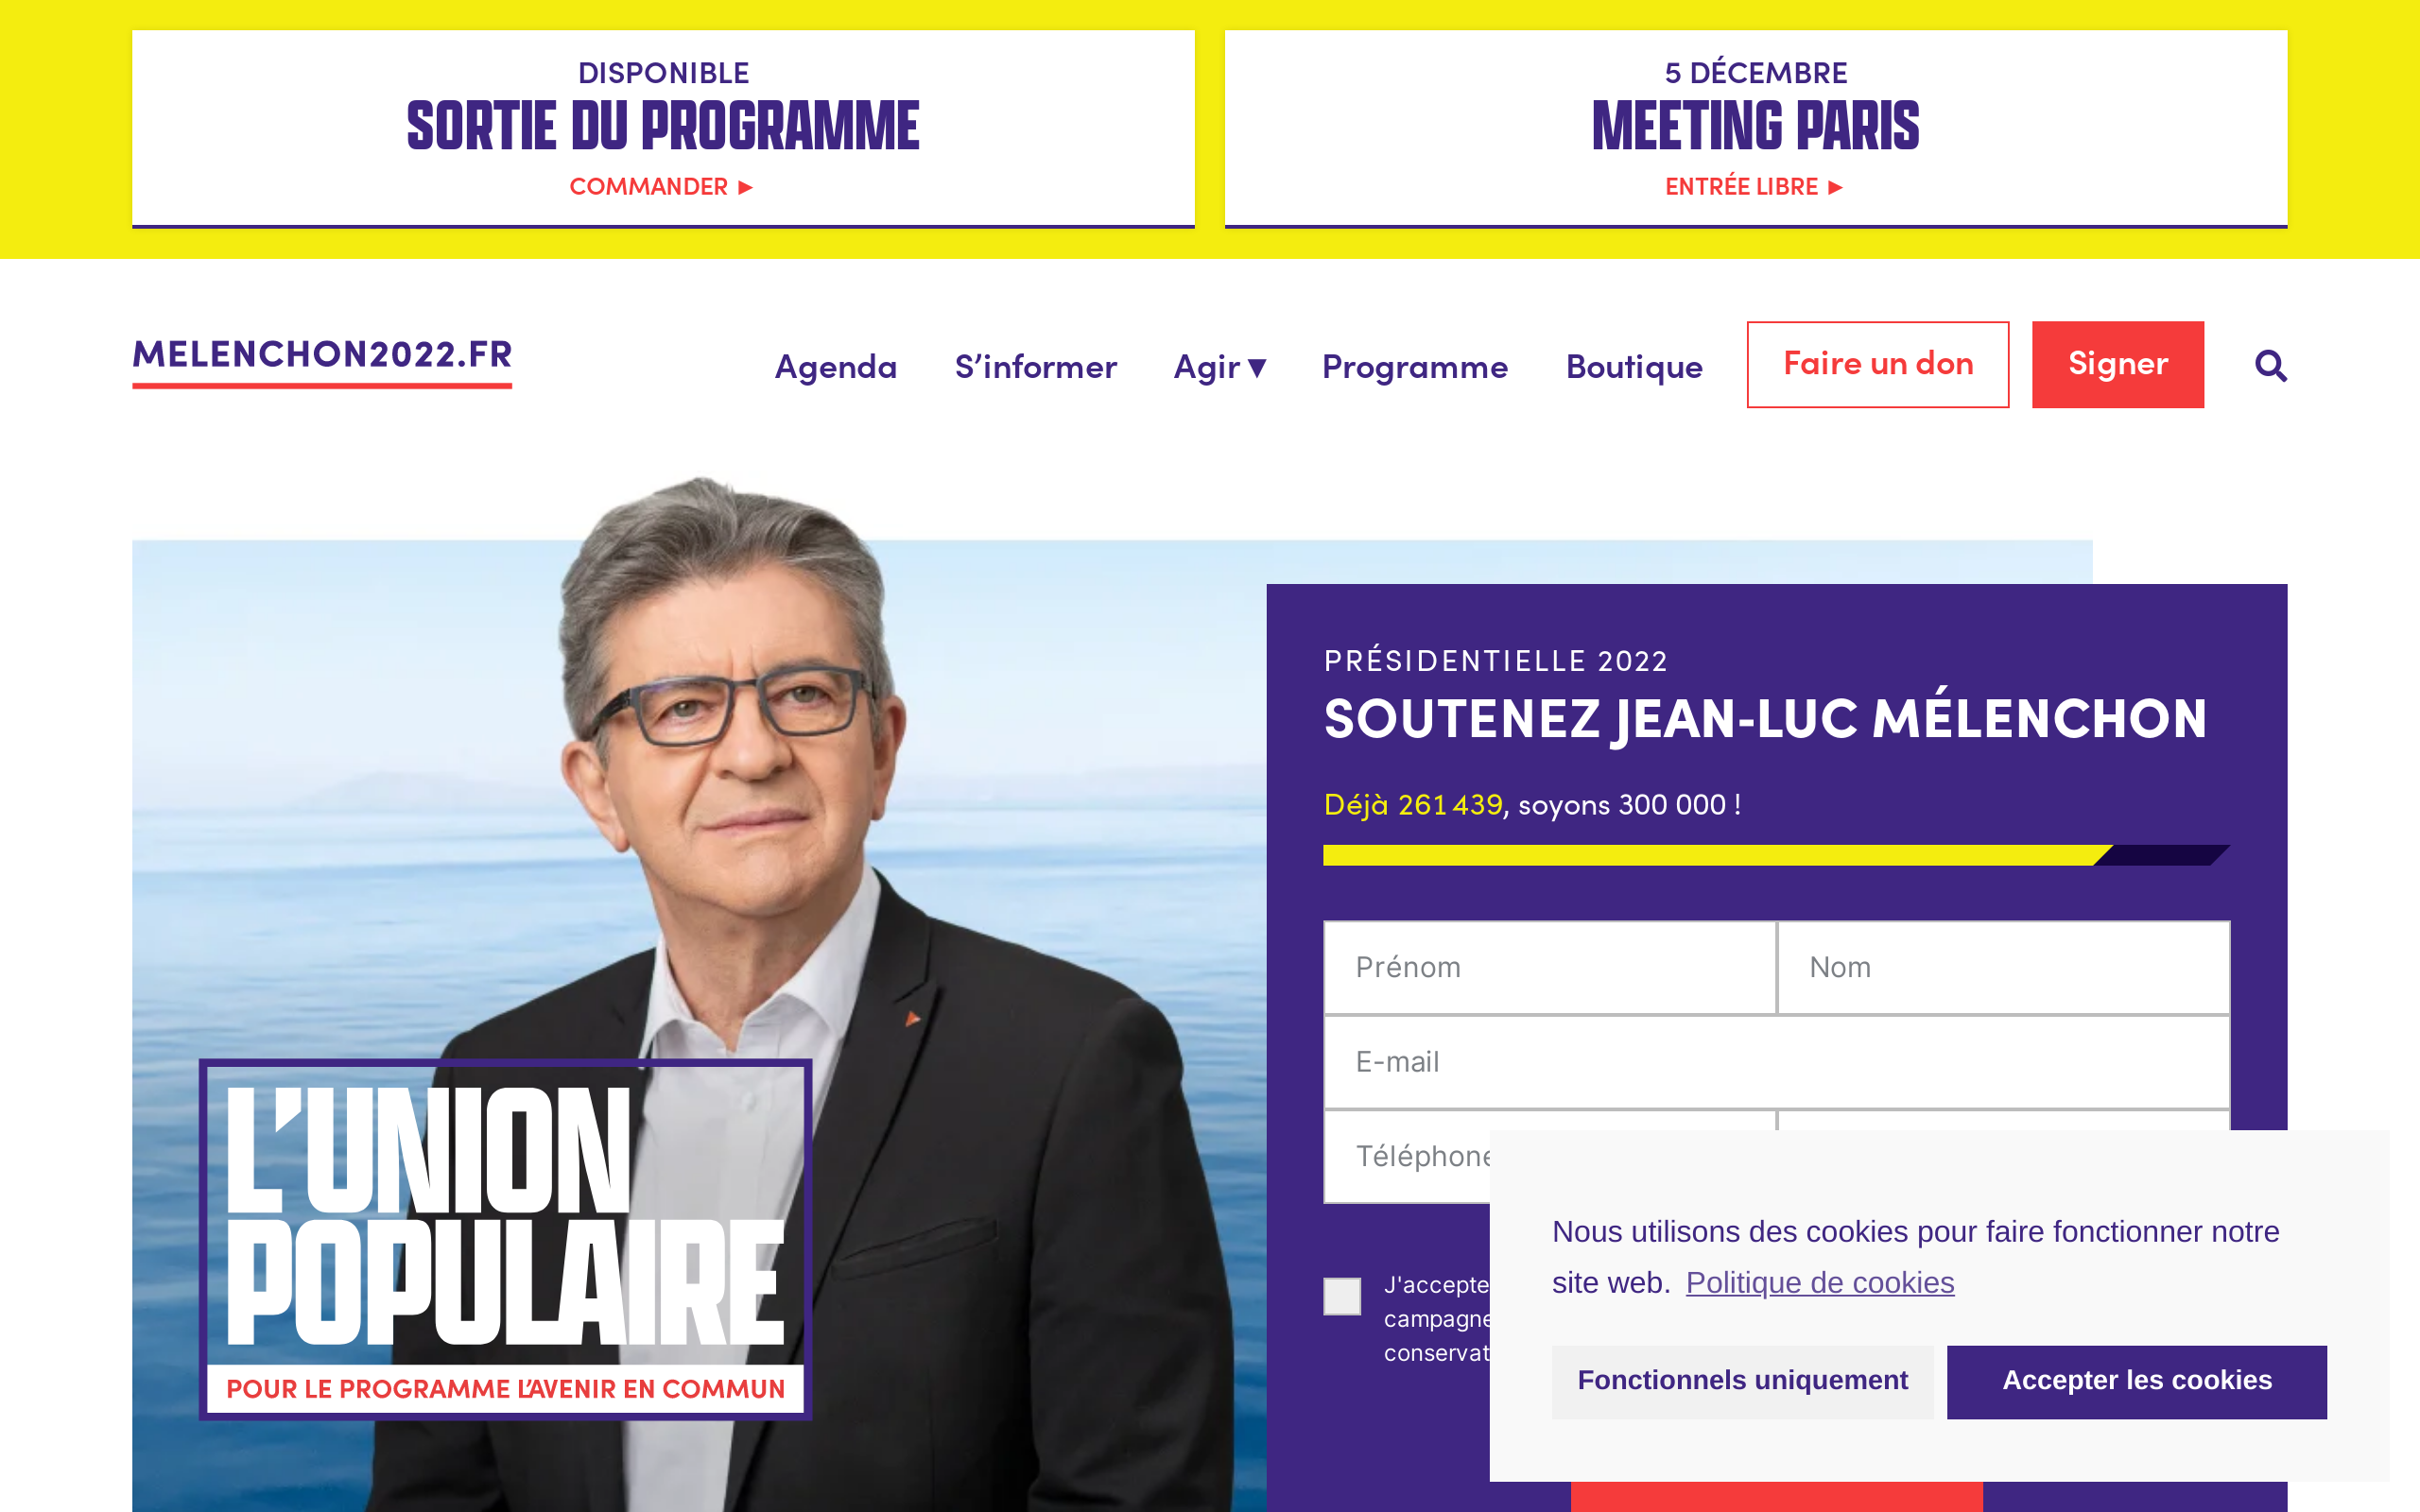 DISPONIBLE
SORTIE DU PROGRAMME
COMMANDER ►
5 DÉCEMBRE
MEETING PARIS
ENTRÉE LIBRE ►
MELENCHON2022.FR
Agenda
S’informer
Agir ▾
Programme
Boutique
Faire un don
Signer
PRÉSIDENTIELLE 2022
SOUTENEZ JEAN-LUC MÉLENCHON
Déjà 261 439, soyons 300 000 !
Prénom
Nom
E-mail
Téléphone
J'accepte
campagne
conservat
L’UNION
POPULAIRE
POUR LE PROGRAMME L’AVENIR EN COMMUN
Nous utilisons des cookies pour faire fonctionner notre
site web. Politique de cookies
Fonctionnels uniquement
Accepter les cookies